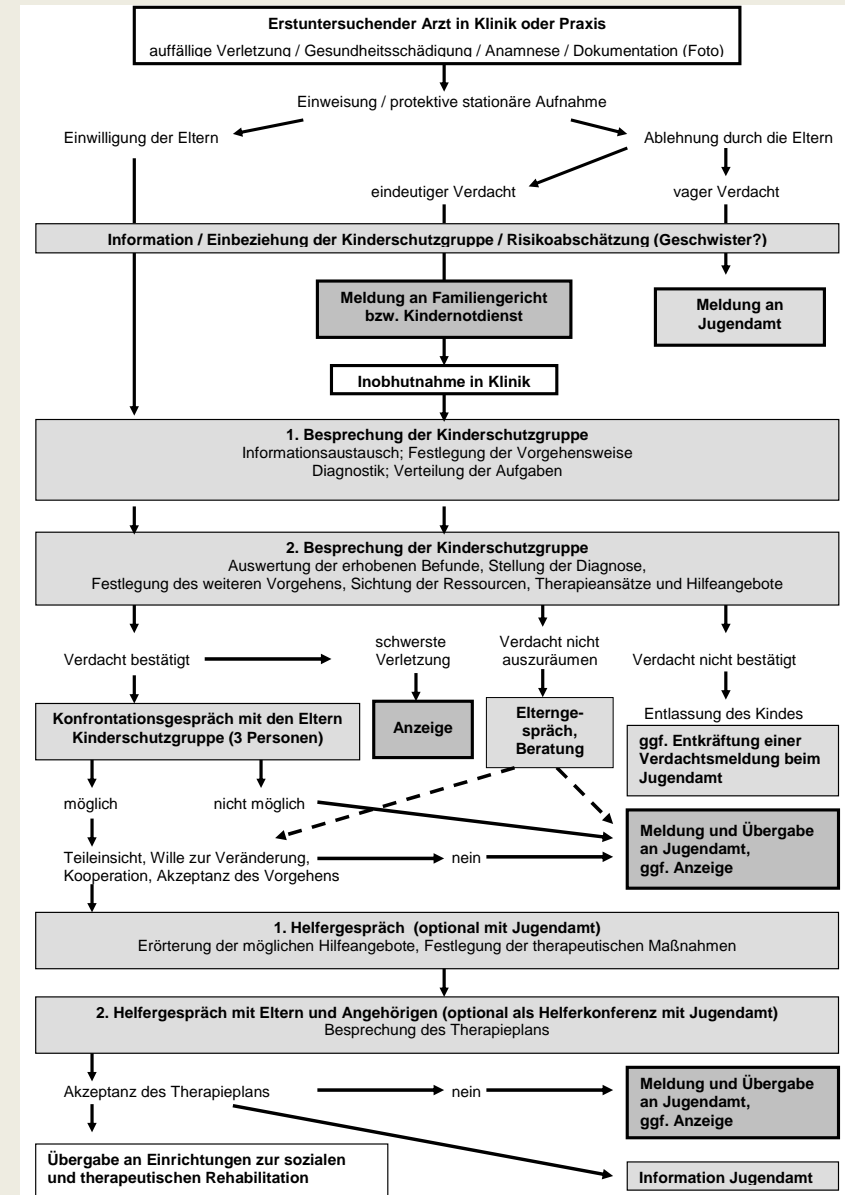 Erstuntersuchender Arzt in Klinik oder Praxis
auffällige Verletzung / Gesundheitsschädigung / Anamnese / Dokumentation (Foto)
Einweisung / protektive stationäre Aufnahme
Einwilligung der Eltern
Ablehnung durch die Eltern
eindeutiger Verdacht
vager Verdacht
Information / Einbeziehung der Kinderschutzgruppe / Risikoabschätzung (Geschwister?)
Meldung an Familiengericht
bzw. Kindernotdienst
Meldung an
Jugendamt
Inobhutnahme in Klinik
1. Besprechung der Kinderschutzgruppe
Informationsaustausch; Festlegung der Vorgehensweise
Diagnostik; Verteilung der Aufgaben
2. Besprechung der Kinderschutzgruppe
Auswertung der erhobenen Befunde, Stellung der Diagnose,
Festlegung des weiteren Vorgehens, Sichtung der Ressourcen, Therapieansätze und Hilfeangebote
Verdacht bestätigt
schwerste
Verletzung
Verdacht nicht
auszuräumen
Verdacht nicht bestätigt
Konfrontationsgespräch mit den Eltern
Kinderschutzgruppe (3 Personen)
Anzeige
Elternge-
spräch,
Beratung
Entlassung des Kindes
ggf. Entkräftung einer
Verdachtsmeldung beim
Jugendamt
möglich
nicht möglich
Meldung und Übergabe
an Jugendamt,
ggf. Anzeige
Teileinsicht, Wille zur Veränderung,
Kooperation, Akzeptanz des Vorgehens
nein
1. Helfergespräch (optional mit Jugendamt)
Erörterung der möglichen Hilfeangebote, Festlegung der therapeutischen Maßnahmen
2. Helfergespräch mit Eltern und Angehörigen (optional als Helferkonferenz mit Jugendamt)
Besprechung des Therapieplans
Akzeptanz des Therapieplans
nein
Meldung und Übergabe
an Jugendamt,
ggf. Anzeige
Übergabe an Einrichtungen zur sozialen
und therapeutischen Rehabilitation
Information Jugendamt